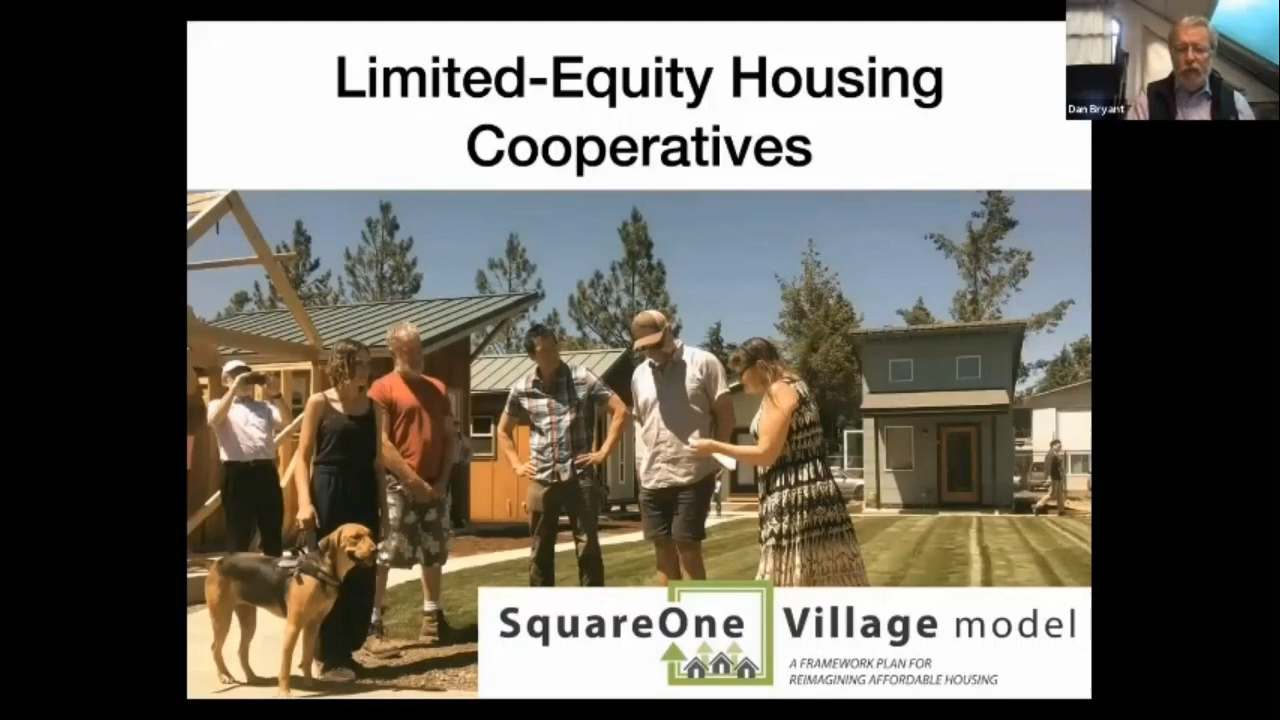 Limited-Equity Housing
Cooperatives
Dan Bryant
SquareOne Village model
A FRAMEWORK PLAN FOR
REIMAGINING AFFORDABLE HOUSING